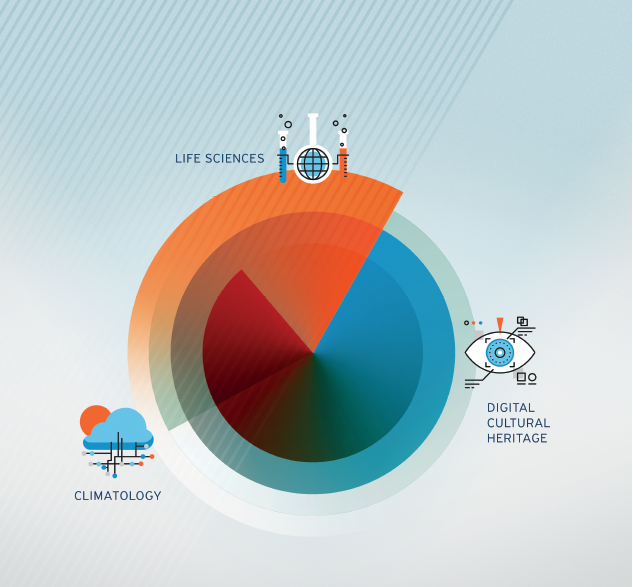 LIFE SCIENCES
DIGITAL
CULTURAL
HERITAGE
CLIMATOLOGY